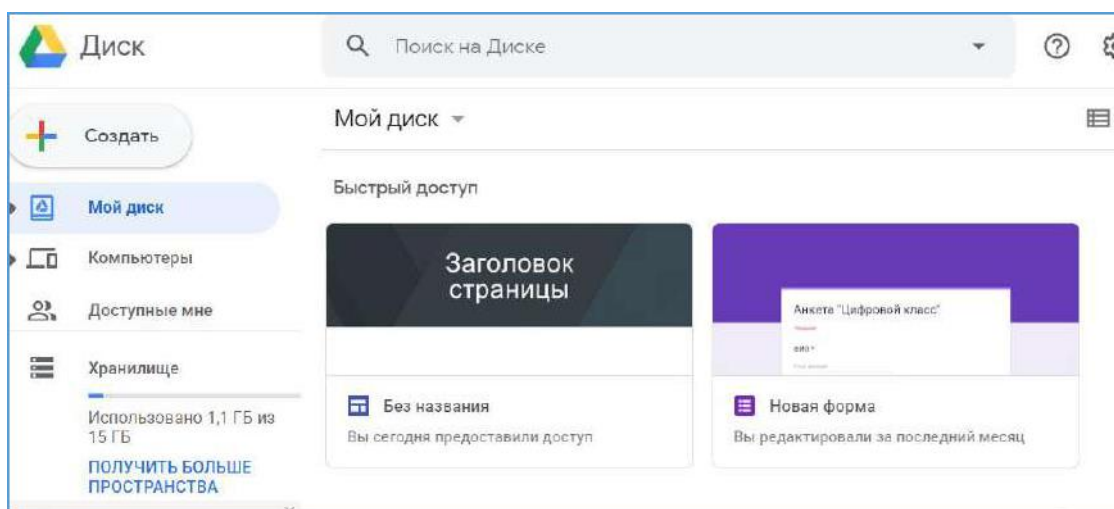 Диск
Поиск на Диске
Создать
Мой диск
Компьютеры
Доступные мне
Хранилище
Использовано 1,1 ГБ из
15 ГБ
ПОЛУЧИТЬ БОЛЬШЕ
ПРОСТРАНСТВА
Мой диск
Быстрый доступ
Заголовок
страницы
Без названия
Вы сегодня предоставили доступ
Анкета "Цифровой класс"
ФИО *
Новая форма
Вы редактировали за последний месяц